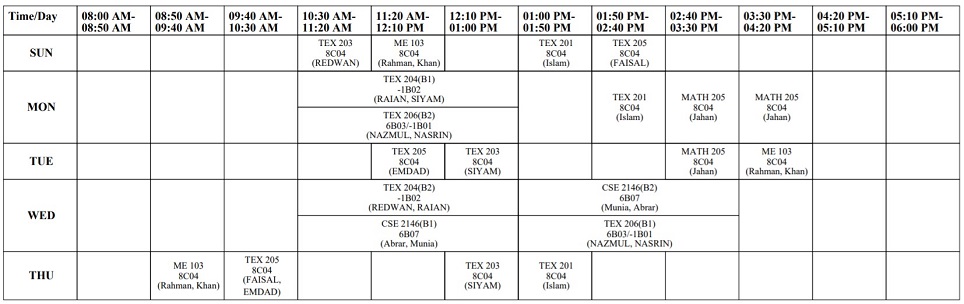 Time/Day
08:00 AM-
08:50 AM
08:50 AM-
09:40 AM
09:40 AM-
10:30 AM
10:30 AM-
11:20 AM
11:20 AM-
12:10 PM
12:10 PM-
01:00 PM
01:00 PM-
01:50 PM
01:50 PM-
02:40 PM
02:40 PM-
03:30 PM
03:30 PM-
04:20 PM
04:20 PM-
05:10 PM
05:10 PM-
06:00 PM
SUN
TEX 203
8C04
(REDWAN)
ME 103
8C04
(Rahman, Khan)
TEX 201
8C04
(Islam)
TEX 205
8C04
(FAISAL)
MON
TEX 204(B1)
-1B02
(RAIAN, SIYAM)
TEX 206(B2)
6B03/-1B01
(NAZMUL, NASRIN)
TEX 201
8C04
(Islam)
MATH 205
8C04
(Jahan)
MATH 205
8C04
(Jahan)
TUE
TEX 205
8C04
(EMDAD)
TEX 203
8C04
(SIYAM)
MATH 205
8C04
(Jahan)
ME 103
8C04
(Rahman, Khan)
WED
TEX 204(B2)
-1B02
(REDWAN, RAIAN)
CSE 2146(B1)
6B07
(Abrar, Munia)
CSE 2146(B2)
6B07
(Munia, Abrar)
TEX 206(B1)
6B03/-1B01
(NAZMUL, NASRIN)
THU
ME 103
8C04
(Rahman, Khan)
TEX 205
8C04
(FAISAL,
EMDAD)
TEX 203
8C04
(SIYAM)
TEX 201
8C04
(Islam)